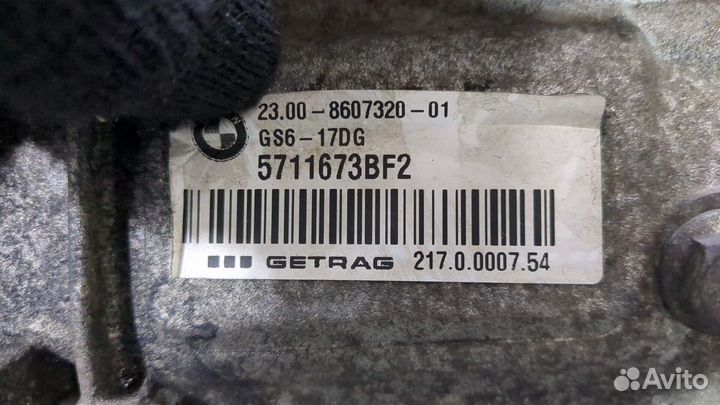 23.00-8607320-01
GS6-17DG
5711673BF2
GETRAG 217.0.0007.54
Avito